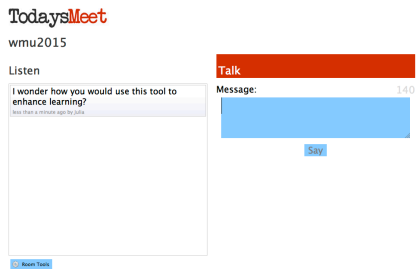 TodaysMeet
wmu2015
Listen
Talk
I wonder how you would use this tool to
enhance learning?
less than a minute ago by Julia
Message:
140
Say
Room Tools